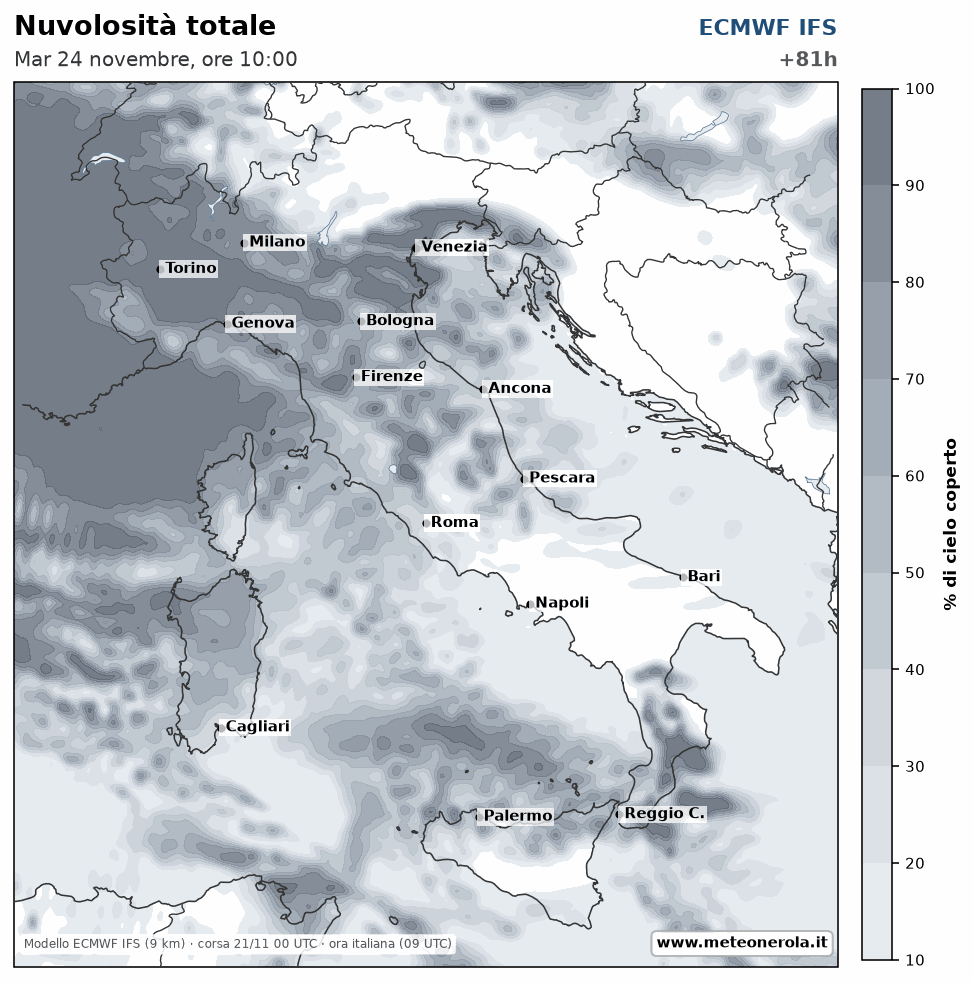 Nuvolosità totale
ECMWF IFS
Mar 24 novembre, ore 10:00
+81h
Milano
Venezia
Torino
Genova
Bologna
Firenze
Ancona
Pescara
Roma
Bari
Napoli
Cagliari
Palermo
Reggio C.
100
90
80
70
60
50
40
30
20
10
% di cielo coperto
Modello ECMWF IFS (9 km) · corsa 21/11 00 UTC · ora italiana (09 UTC)
www.meteonerola.it